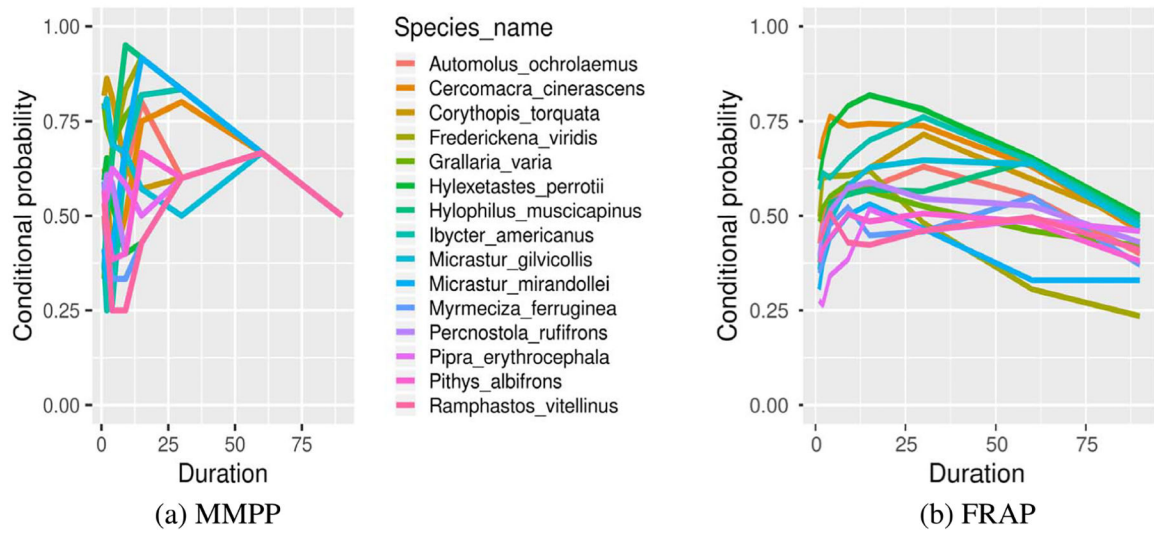 Conditional probability
1.00
0.75
0.50
0.25
0.00
0 25 50 75
Duration
(a) MMPP
Species_name
Automolus_ochrolaemus
Cercomacra_cinerascens
Corythopis_torquata
Frederickena_viridis
Grallaria_varia
Hylexetastes_perrotii
Hylophilus_muscicapinus
Ibycter_americanus
Micrastur_gilvicollis
Micrastur_mirandollei
Myrmeciza_ferruginea
Percnostola_rufifrons
Pipra_erythrocephala
Pithys_albifrons
Ramphastos_vitellinus
Conditional probability
1.00
0.75
0.50
0.25
0.00
0 25 50 75
Duration
(b) FRAP